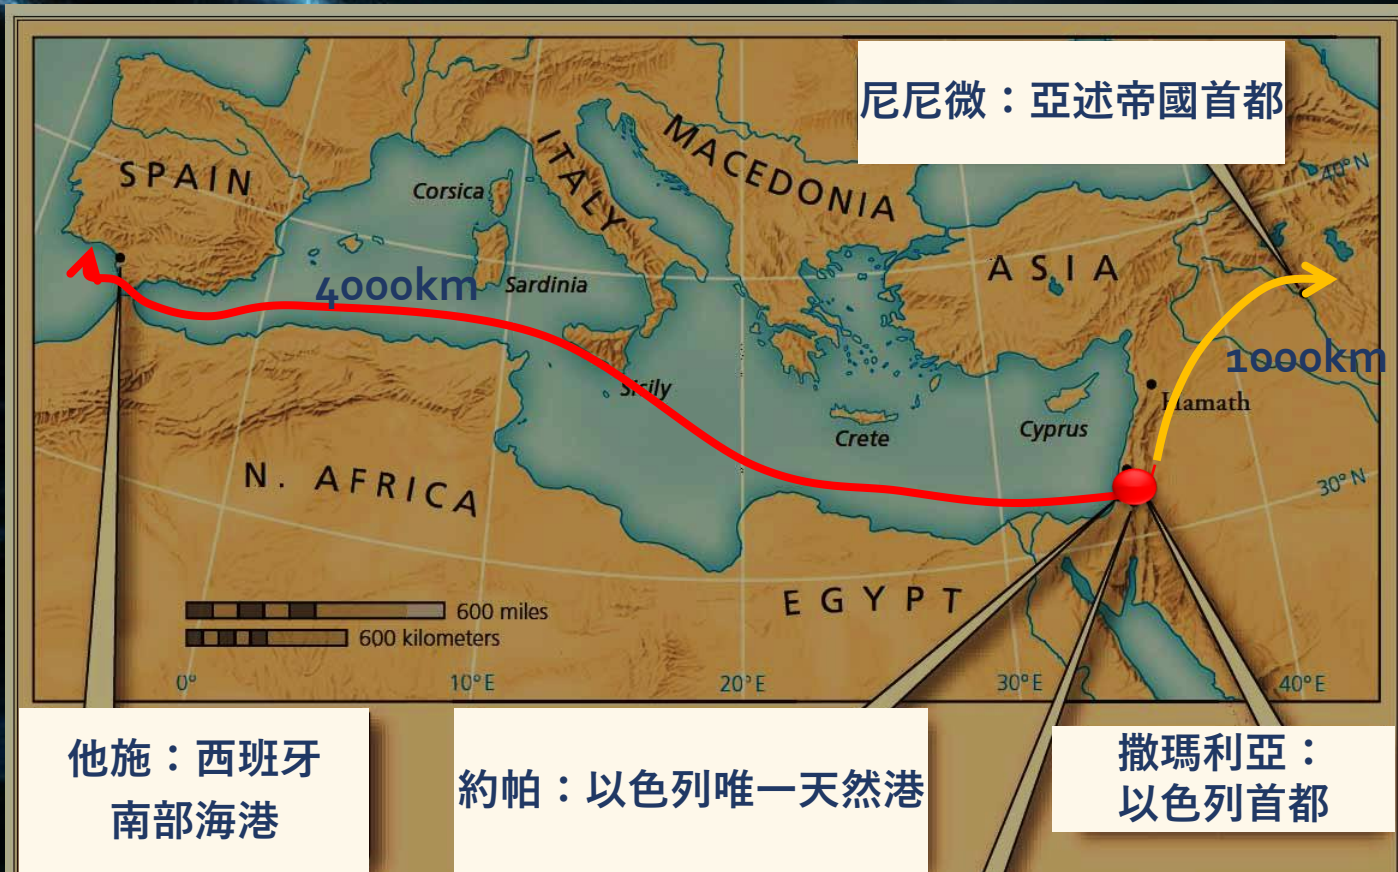 尼尼微：亞述帝國首都
SPAIN
Corsica
ITALY
MACEDONIA
40° N
4000km
Sardinia
ASIA
1000km
Sicily
Hamath
Crete
Cyprus
N. AFRICA
30° N
EGYPT
600 miles
600 kilometers
0°
10° E
20° E
30° E
40° E
他施：西班牙
南部海港
約帕：以色列唯一天然港
撒瑪利亞：
以色列首都